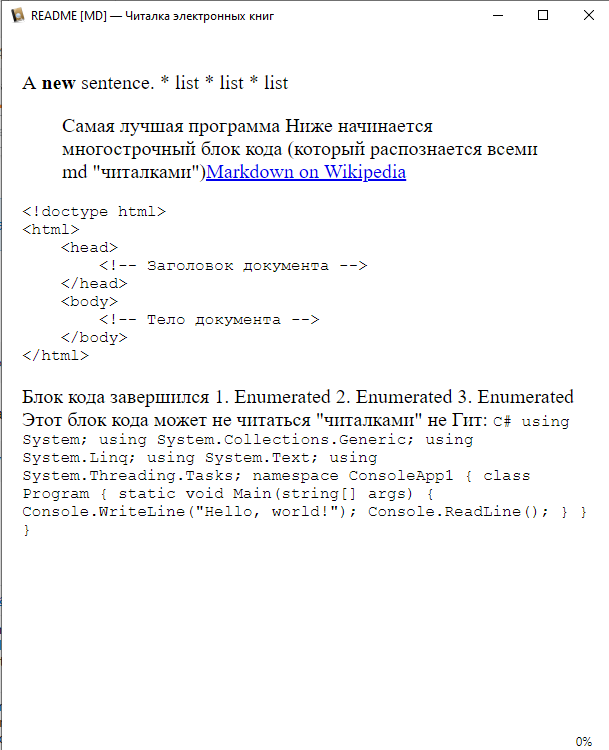 README [MD] — Читалка электронных книг
A new sentence. * list * list * list
Самая лучшая программа Ниже начинается
многострочный блок кода (который распознается всеми
md "читалками")Markdown on Wikipedia
<!doctype html>
<html>
    <head>
        <!-- Заголовок документа -->
    </head>
    <body>
        <!-- Тело документа -->
    </body>
</html>
Блок кода завершился 1. Enumerated 2. Enumerated 3. Enumerated
Этот блок кода может не читаться "читалками" не Гит: C# using
System; using System.Collections.Generic; using
System.Linq; using System.Text; using
System.Threading.Tasks; namespace ConsoleApp1 { class
Program { static void Main(string[] args) {
Console.WriteLine("Hello, world!"); Console.ReadLine(); } }
}
0%